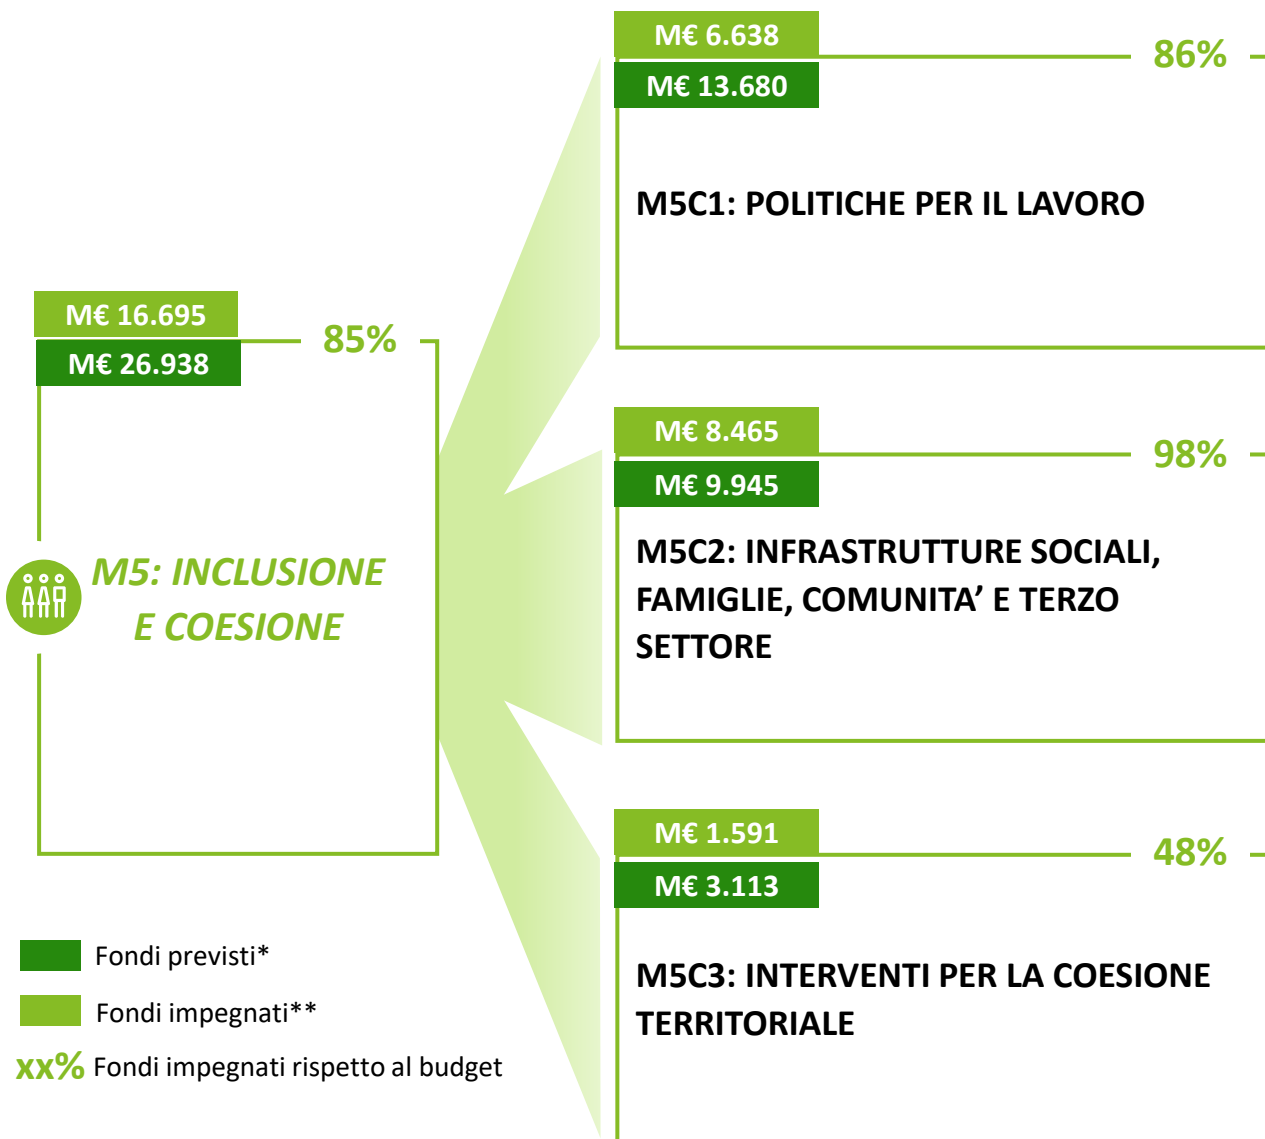 M€ 16.695
M€ 26.938
85%
M5: INCLUSIONE
E COESIONE
M€ 6.638
M€ 13.680
86%
M5C1: POLITICHE PER IL LAVORO
M€ 8.465
M€ 9.945
98%
M5C2: INFRASTRUTTURE SOCIALI,
FAMIGLIE, COMUNITA’ E TERZO
SETTORE
M€ 1.591
M€ 3.113
48%
M5C3: INTERVENTI PER LA COESIONE
TERRITORIALE
Fondi previsti*
Fondi impegnati**
xx% Fondi impegnati rispetto al budget